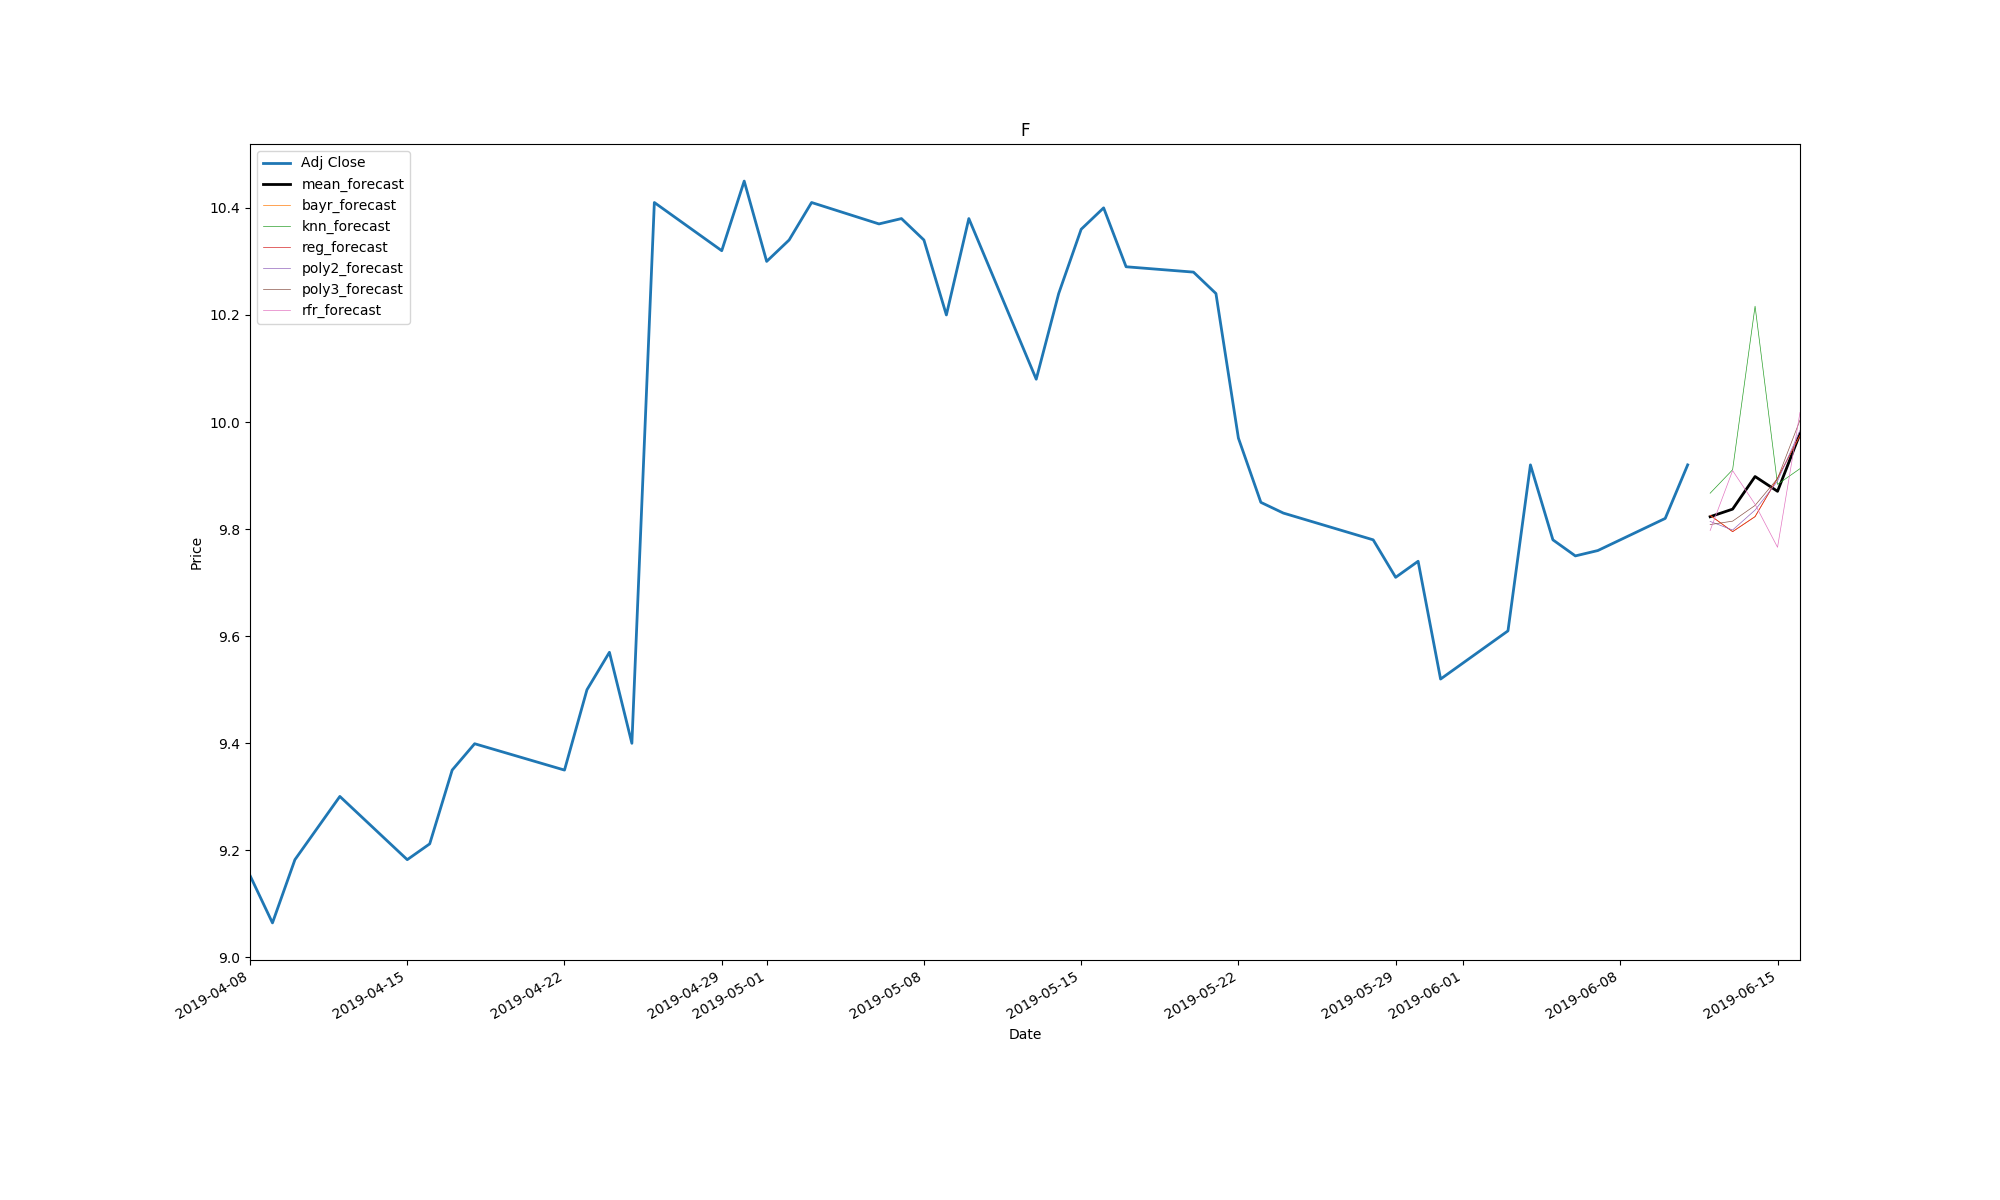 F
Adj Close
mean_forecast
bayr_forecast
knn_forecast
reg_forecast
poly2_forecast
poly3_forecast
rfr_forecast
10.4
10.2
10.0
9.8
9.6
9.4
9.2
9.0
Price
2019-04-08
2019-04-15
2019-04-22
2019-04-29
2019-05-01
2019-05-08
2019-05-15
2019-05-22
2019-05-29
2019-06-01
2019-06-08
2019-06-15
Date